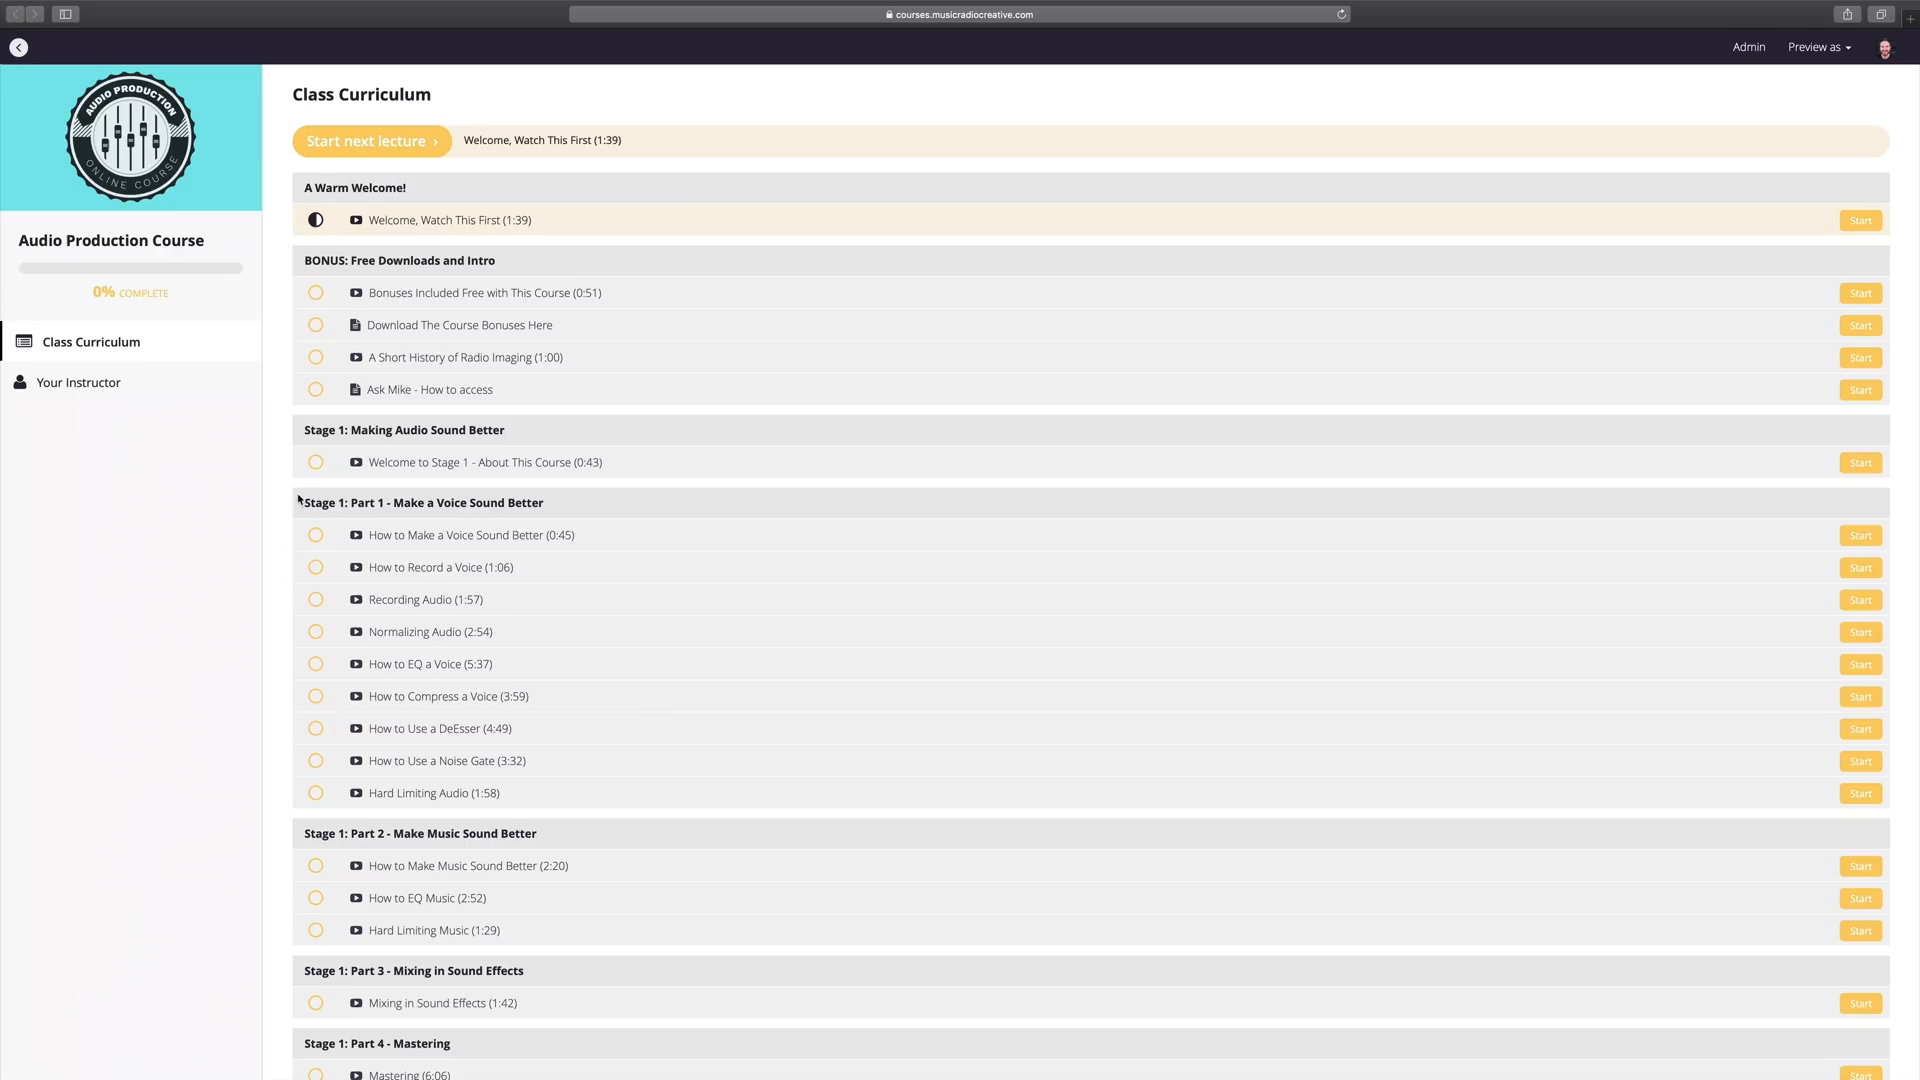 courses.musicradiocreative.com
Admin
Preview as
AUDIO PRODUCTION
ONLINE COURSE
Audio Production Course
0% COMPLETE
Class Curriculum
Your Instructor
Class Curriculum
Start next lecture › Welcome, Watch This First (1:39)
A Warm Welcome!
Welcome, Watch This First (1:39) Start
BONUS: Free Downloads and Intro
Bonuses Included Free with This Course (0:51) Start
Download The Course Bonuses Here Start
A Short History of Radio Imaging (1:00) Start
Ask Mike - How to access Start
Stage 1: Making Audio Sound Better
Welcome to Stage 1 - About This Course (0:43) Start
Stage 1: Part 1 - Make a Voice Sound Better
How to Make a Voice Sound Better (0:45) Start
How to Record a Voice (1:06) Start
Recording Audio (1:57) Start
Normalizing Audio (2:54) Start
How to EQ a Voice (5:37) Start
How to Compress a Voice (3:59) Start
How to Use a DeEsser (4:49) Start
How to Use a Noise Gate (3:32) Start
Hard Limiting Audio (1:58) Start
Stage 1: Part 2 - Make Music Sound Better
How to Make Music Sound Better (2:20) Start
How to EQ Music (2:52) Start
Hard Limiting Music (1:29) Start
Stage 1: Part 3 - Mixing in Sound Effects
Mixing in Sound Effects (1:42) Start
Stage 1: Part 4 - Mastering
Mastering (6:06) Start